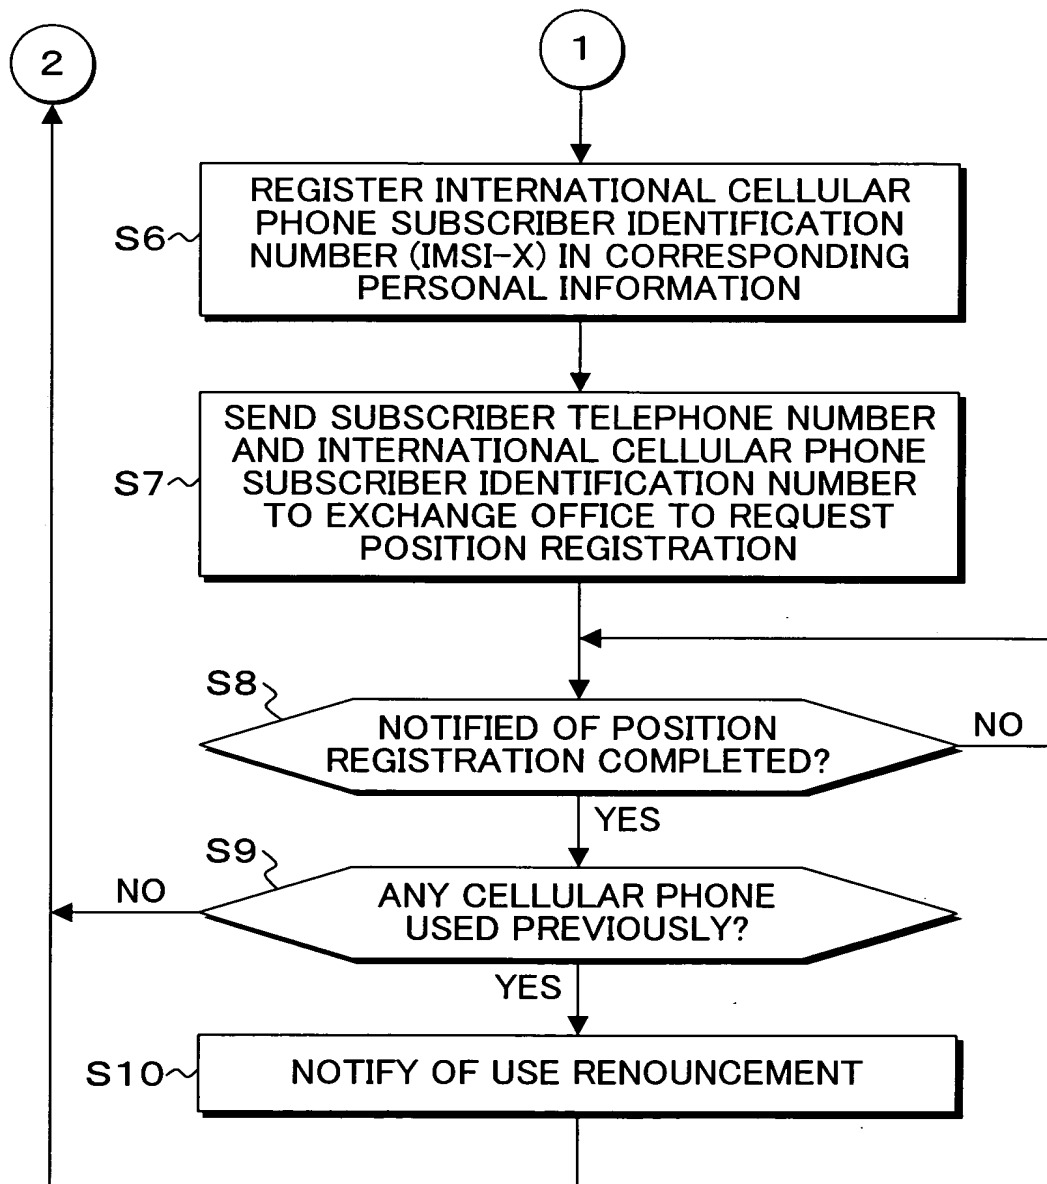 2
1
S6
REGISTER INTERNATIONAL CELLULAR
PHONE SUBSCRIBER IDENTIFICATION
NUMBER (IMSI-X) IN CORRESPONDING
PERSONAL INFORMATION
S7
SEND SUBSCRIBER TELEPHONE NUMBER
AND INTERNATIONAL CELLULAR PHONE
SUBSCRIBER IDENTIFICATION NUMBER
TO EXCHANGE OFFICE TO REQUEST
POSITION REGISTRATION
S8
NOTIFIED OF POSITION
REGISTRATION COMPLETED?
NO
YES
S9
NO
ANY CELLULAR PHONE
USED PREVIOUSLY?
YES
S10
NOTIFY OF USE RENOUNCEMENT